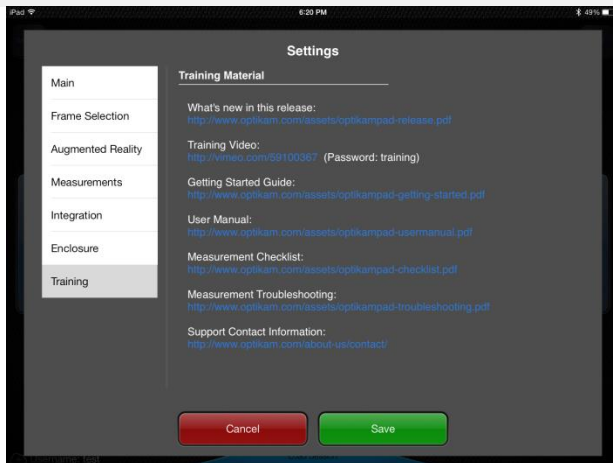 iPad 6:20 PM 49%
Settings
Main
Frame Selection
Augmented Reality
Measurements
Integration
Enclosure
Training
Training Material
What's new in this release:
http://www.optikam.com/assets/optikampad-release.pdf
Training Video:
http://vimeo.com/59100367 (Password: training)
Getting Started Guide:
http://www.optikam.com/assets/optikampad-getting-started.pdf
User Manual:
http://www.optikam.com/assets/optikampad-usermanual.pdf
Measurement Checklist:
http://www.optikam.com/assets/optikampad-checklist.pdf
Measurement Troubleshooting:
http://www.optikam.com/assets/optikampad-troubleshooting.pdf
Support Contact Information:
http://www.optikam.com/about-us/contact/
Cancel
Save
Username: test